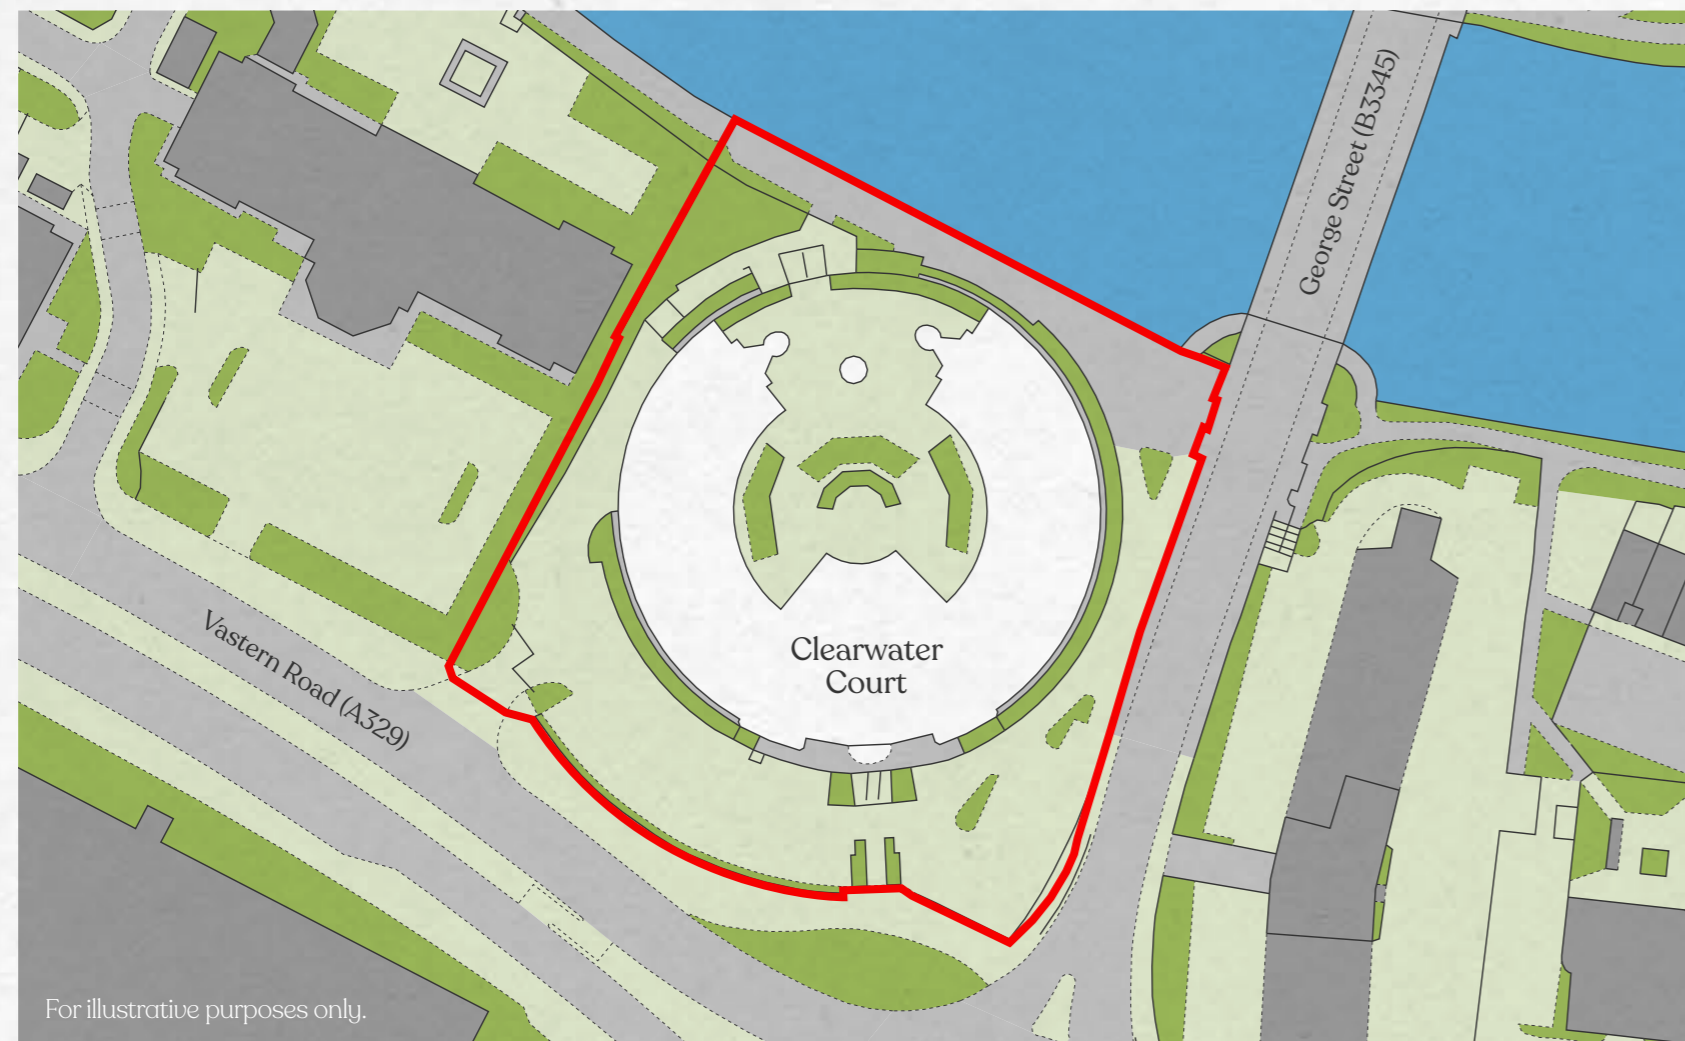 George Street (B3345)
Vastern Road (A329)
Clearwater
Court
For illustrative purposes only.